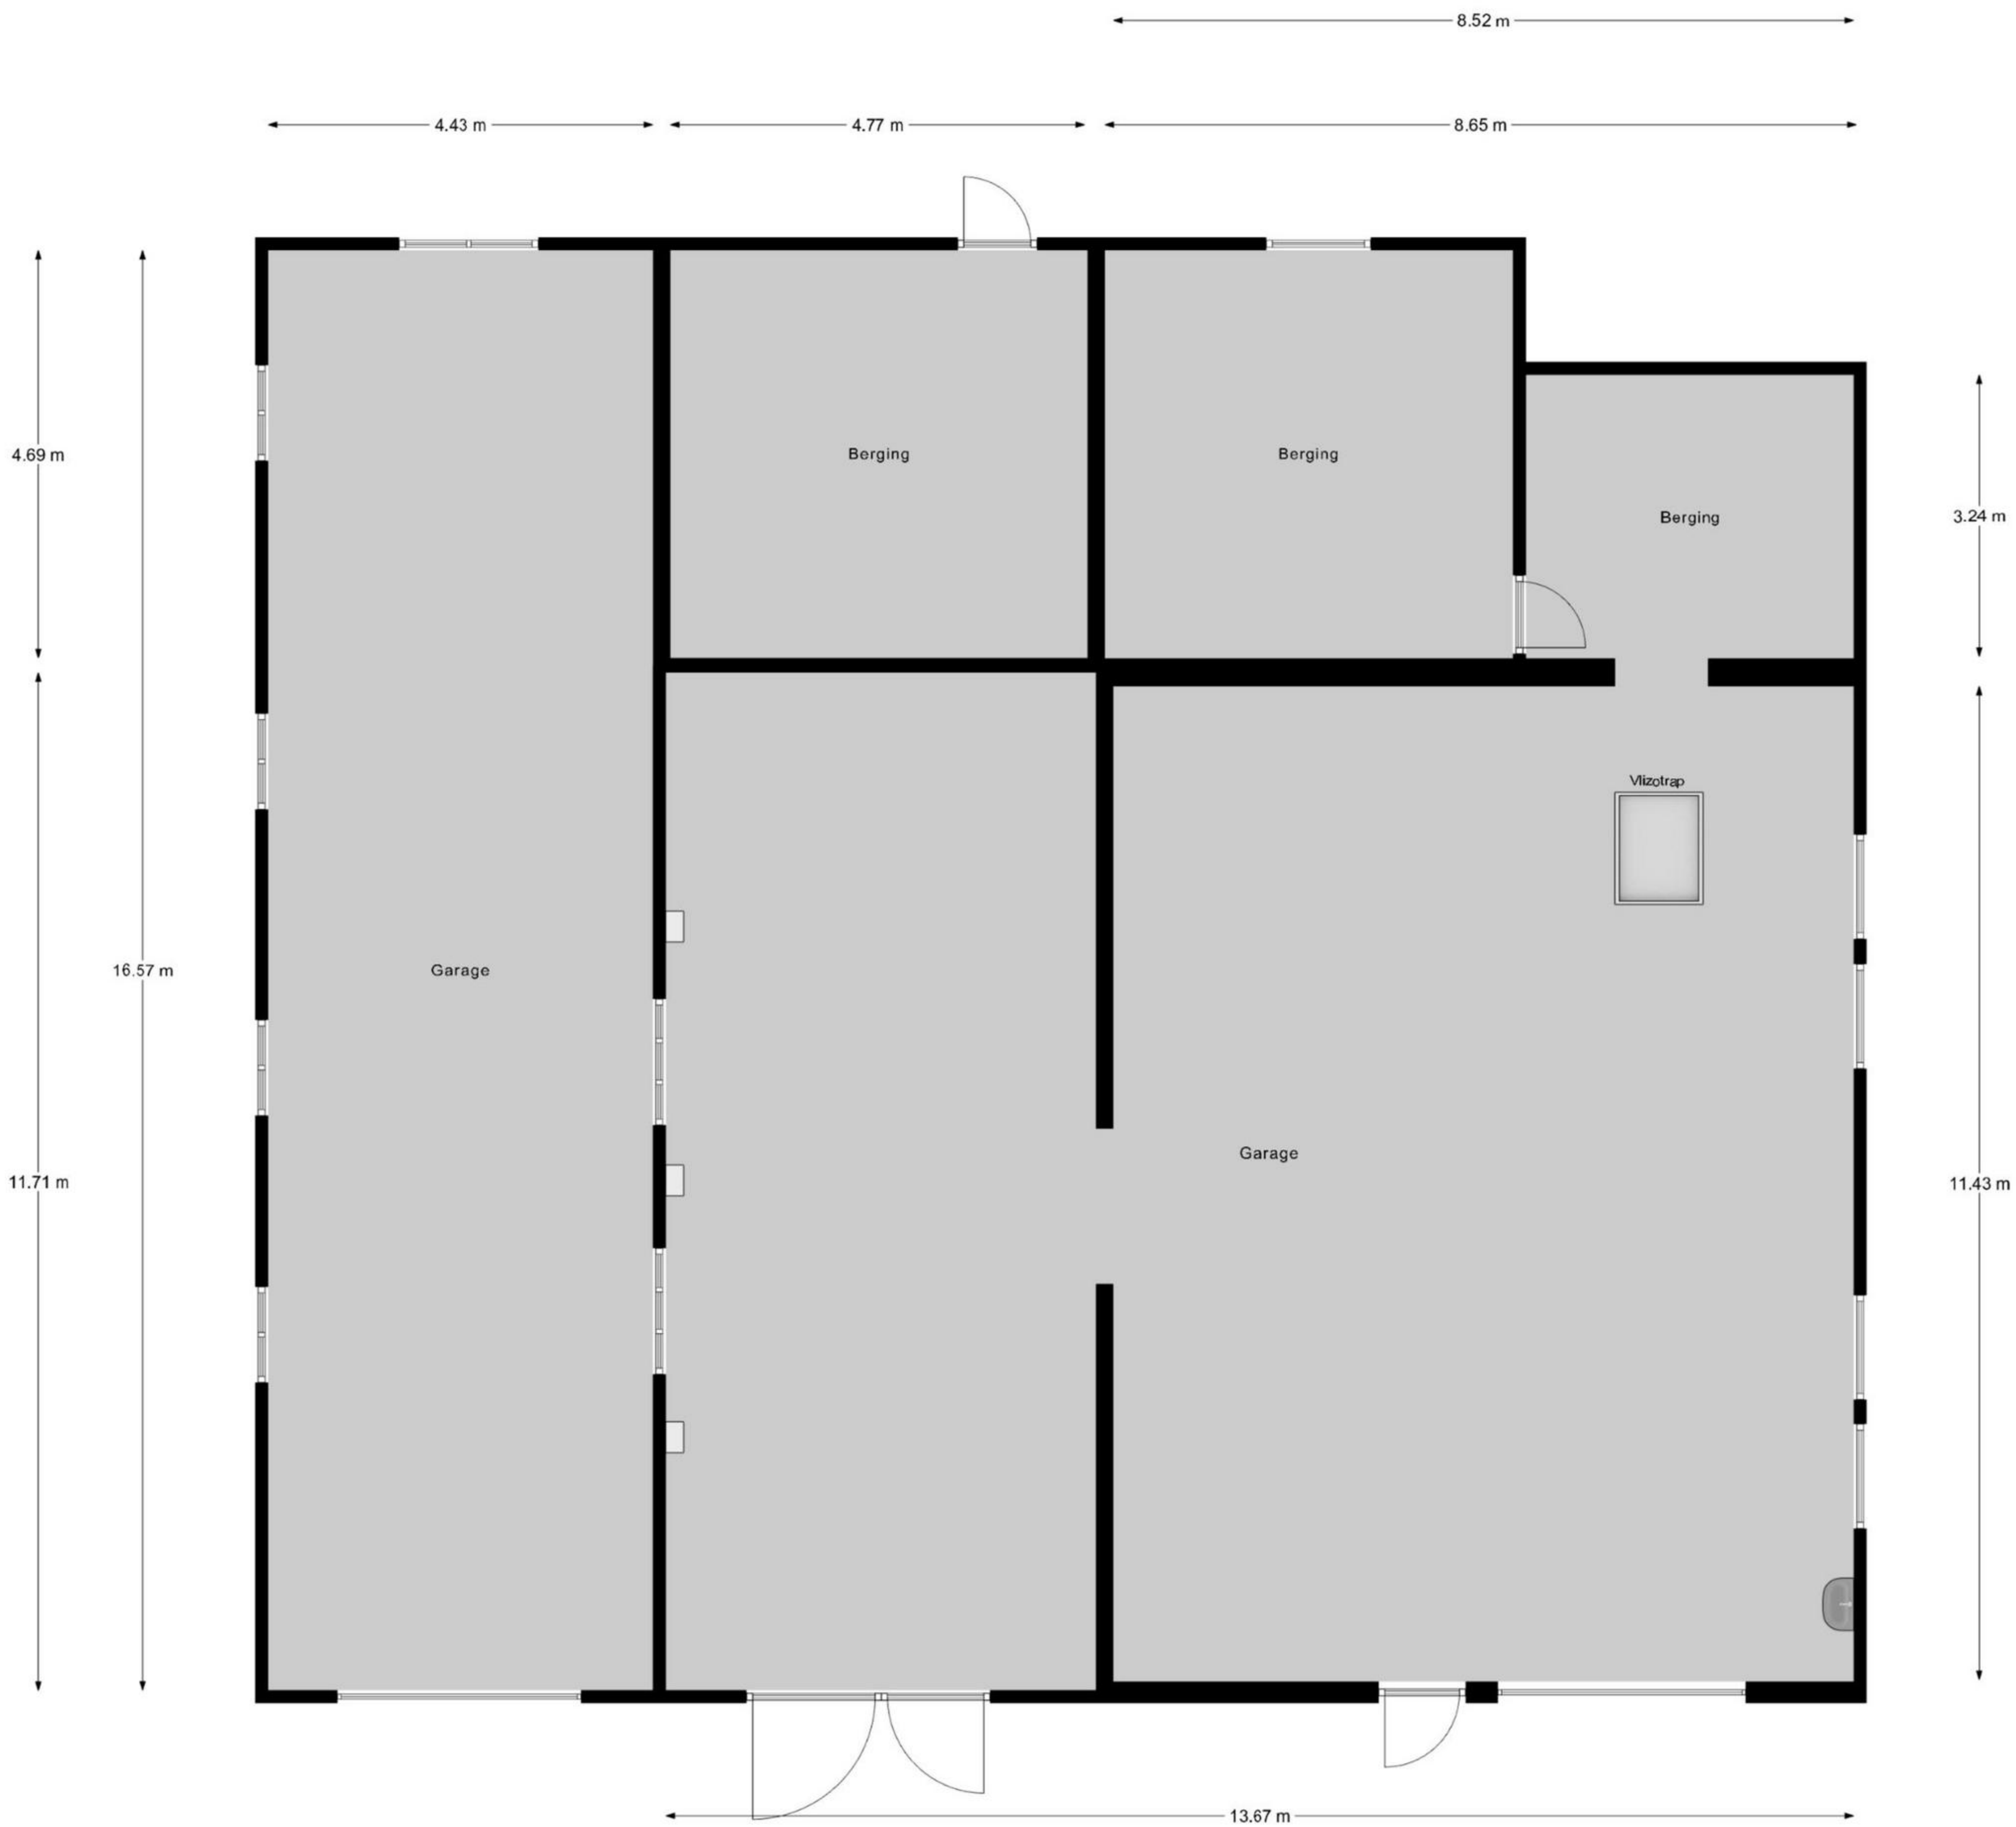 8.52 m
4.43 m
4.77 m
8.65 m
4.69 m
Berging
Berging
Berging
3.24 m
Vlizotrap
16.57 m
Garage
Garage
11.71 m
11.43 m
13.67 m